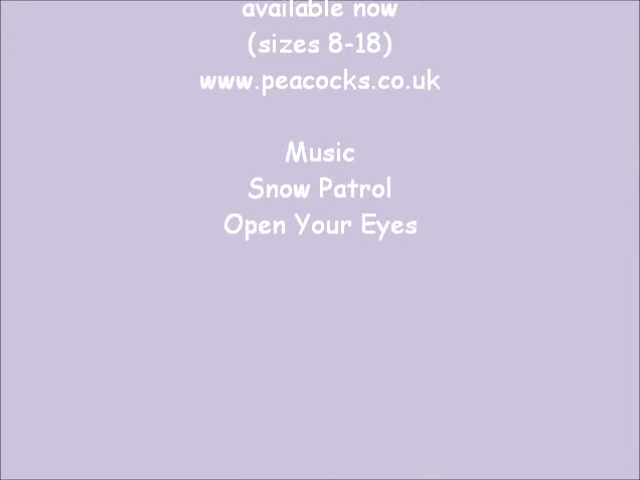 available now
(sizes 8-18)
www.peacocks.co.uk
Music
Snow Patrol
Open Your Eyes